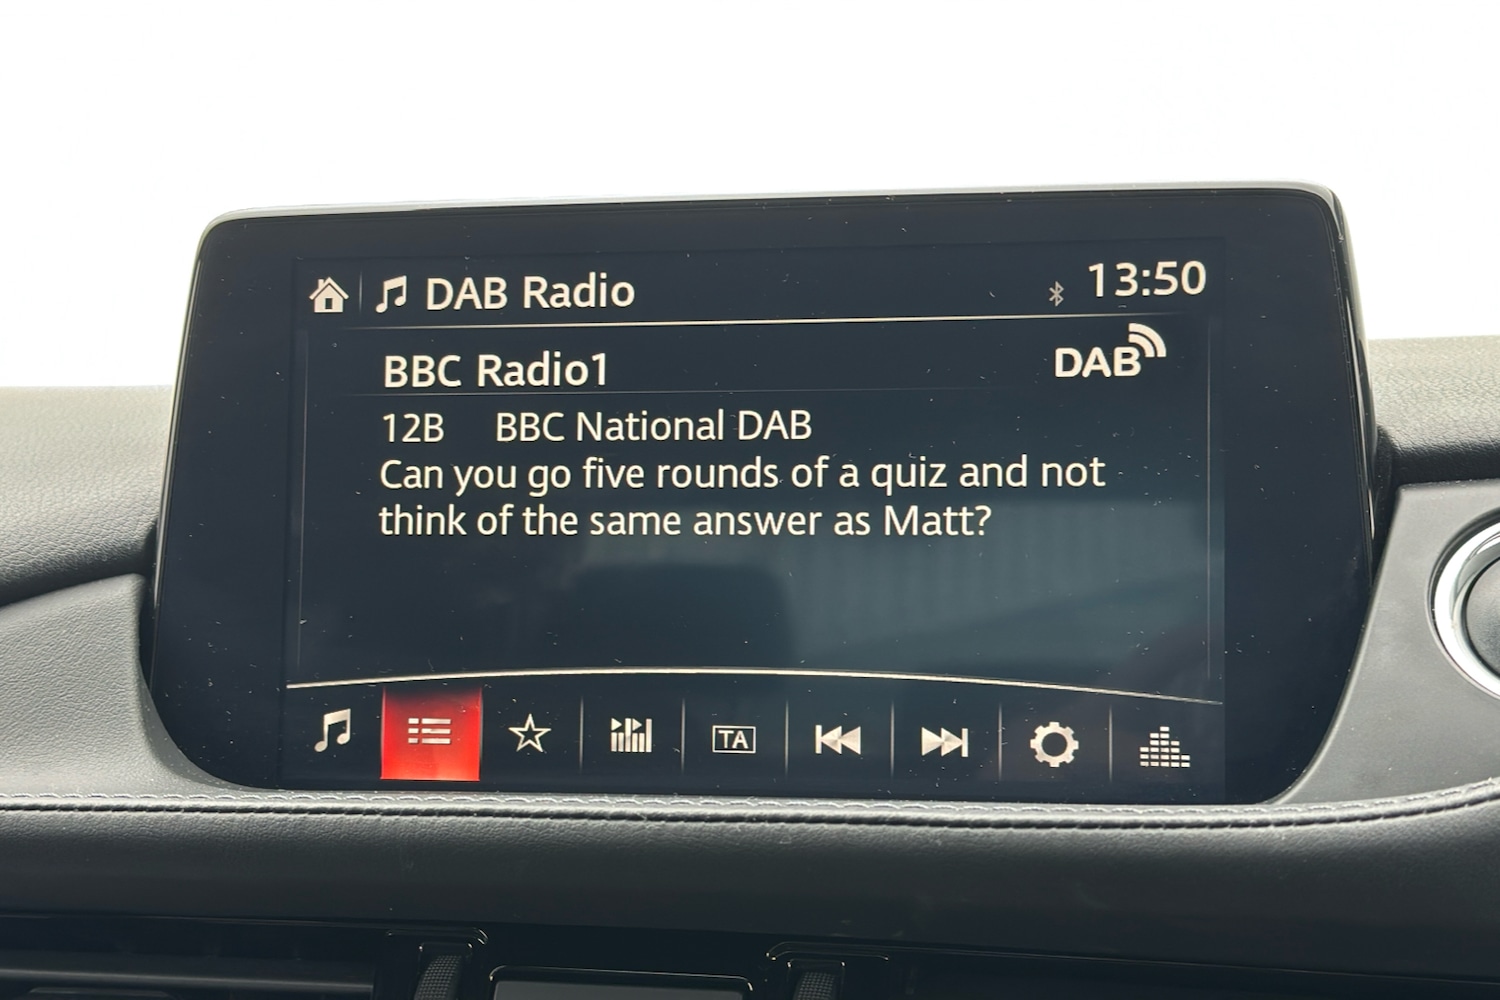 DAB Radio 13:50
BBC Radio1 DAB
12B BBC National DAB
Can you go five rounds of a quiz and not
think of the same answer as Matt?
TA